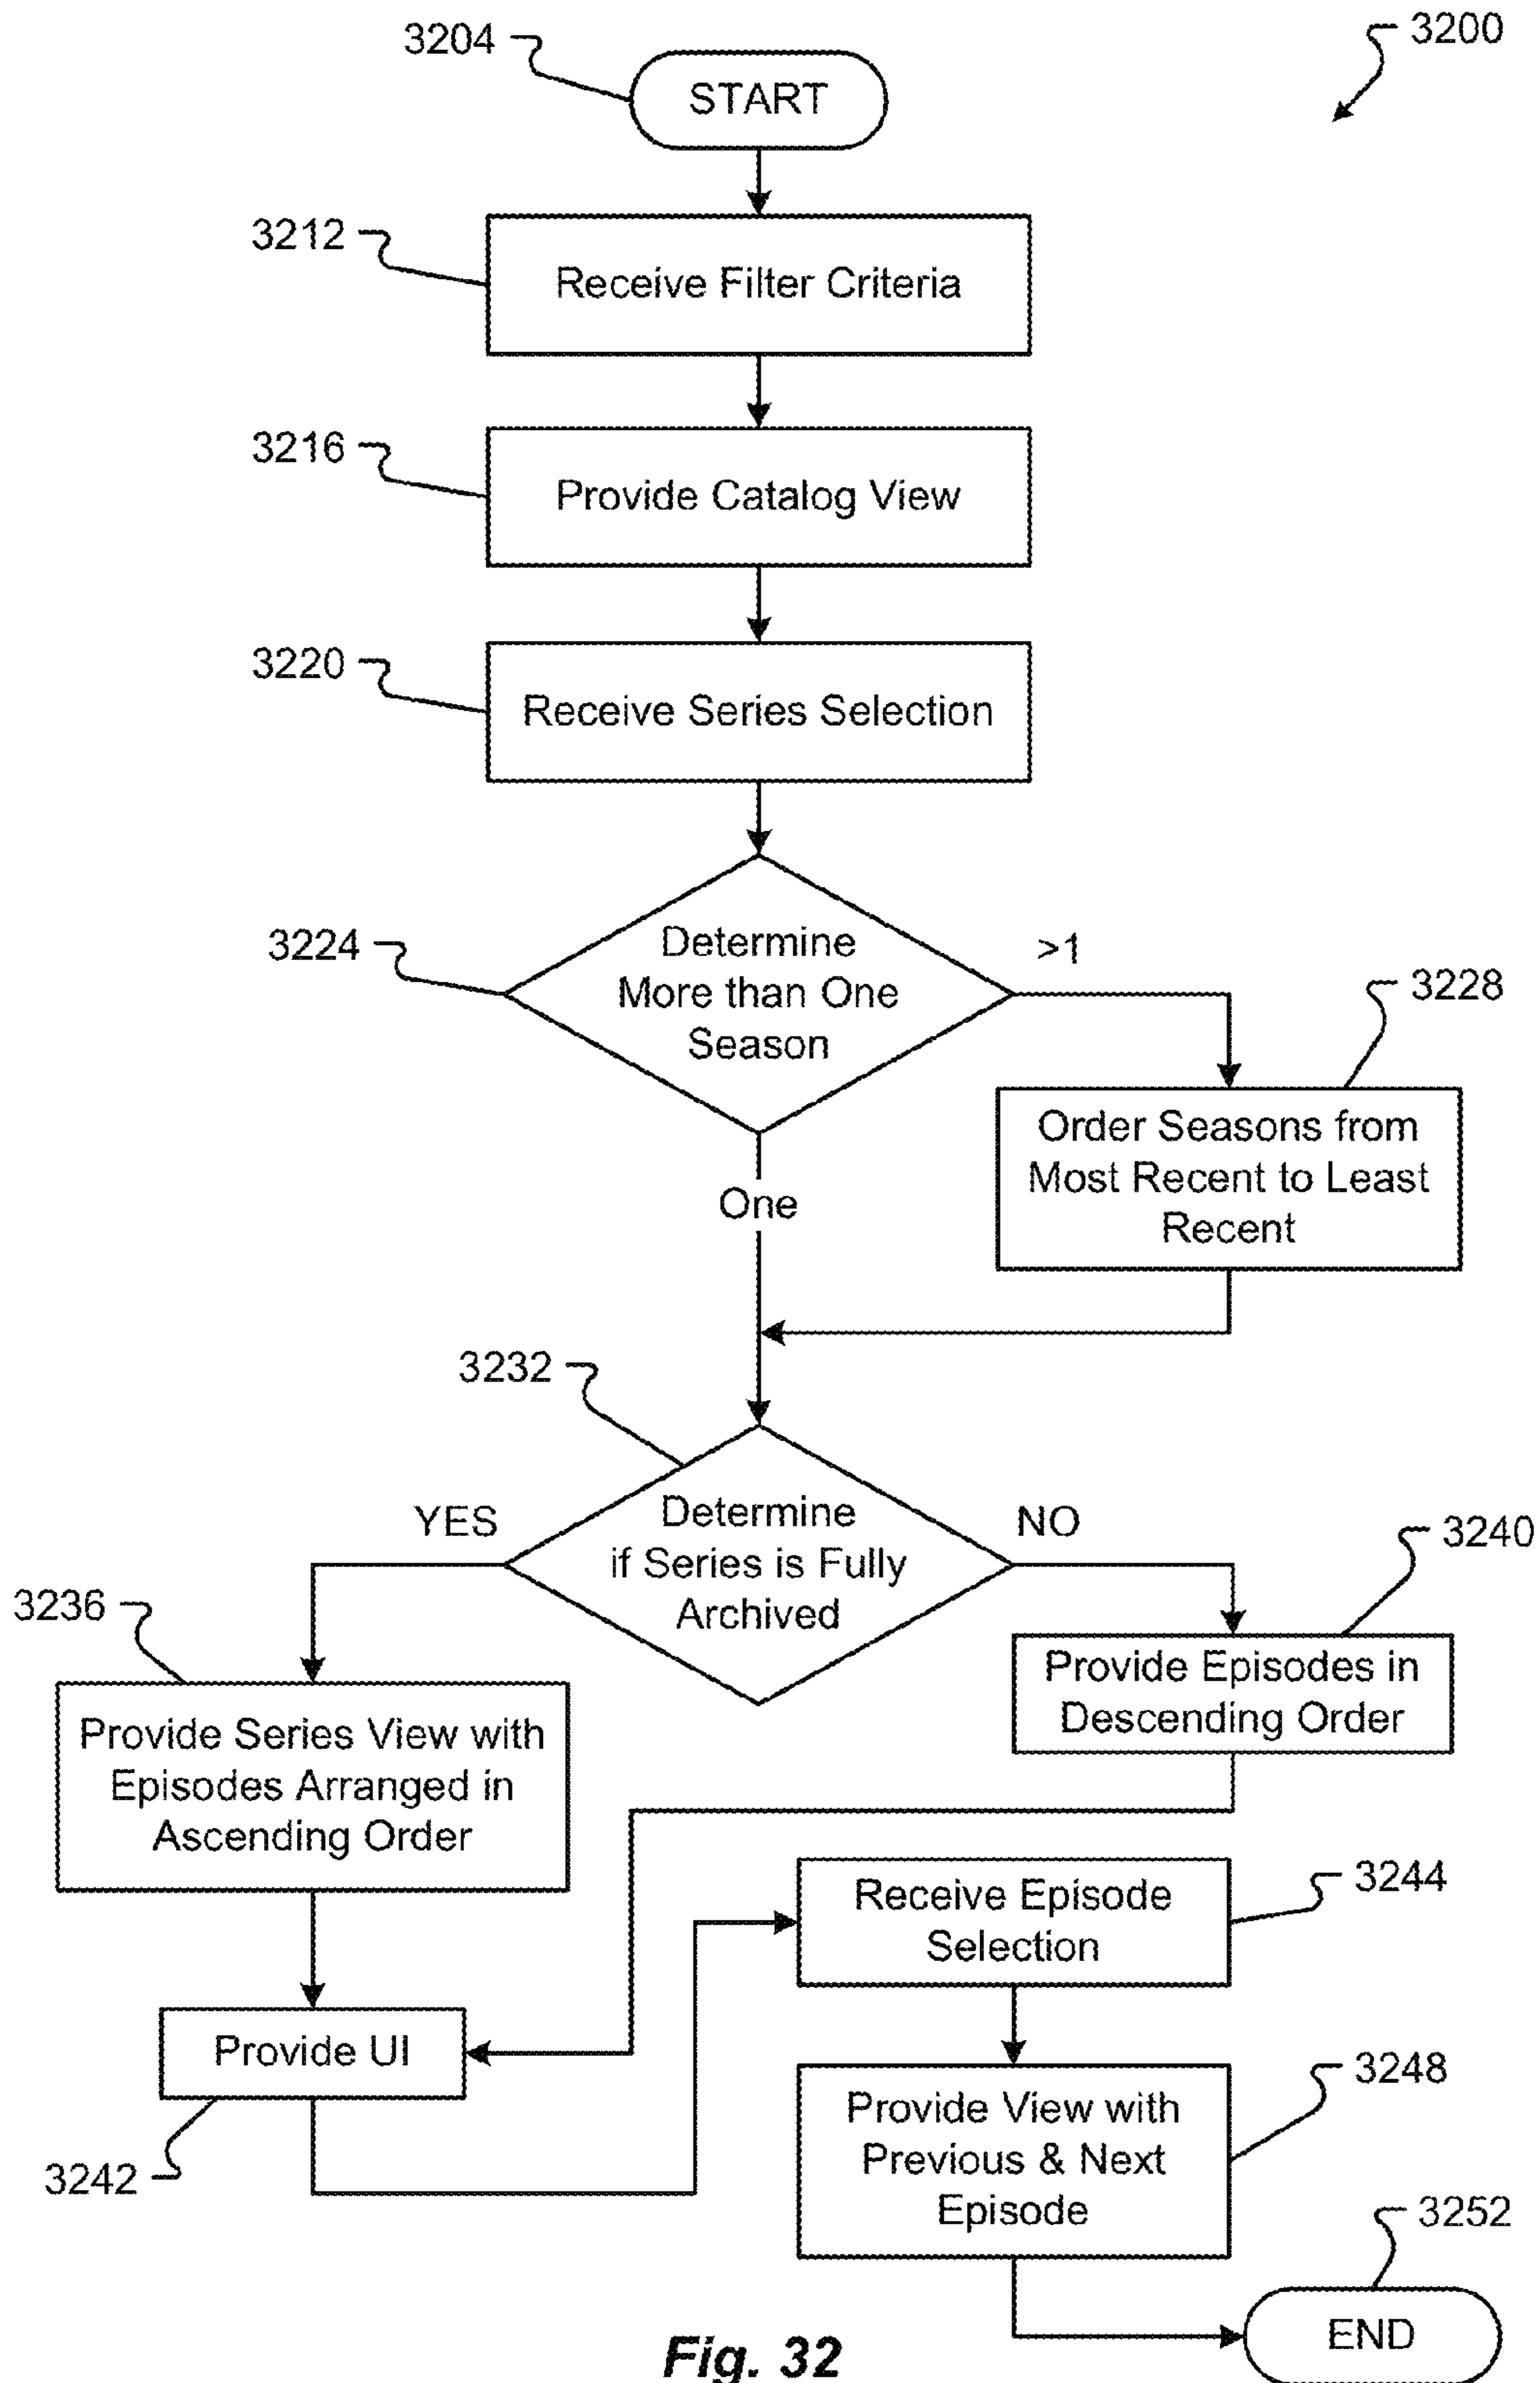 3200
3204
START
3212
Receive Filter Criteria
3216
Provide Catalog View
3220
Receive Series Selection
3224
Determine
More than One
Season
>1
3228
Order Seasons from
Most Recent to Least
Recent
One
3232
Determine
if Series is Fully
Archived
YES
NO
3236
Provide Series View with
Episodes Arranged in
Ascending Order
3240
Provide Episodes in
Descending Order
3242
Provide UI
3244
Receive Episode
Selection
3248
Provide View with
Previous & Next
Episode
3252
END
Fig. 32